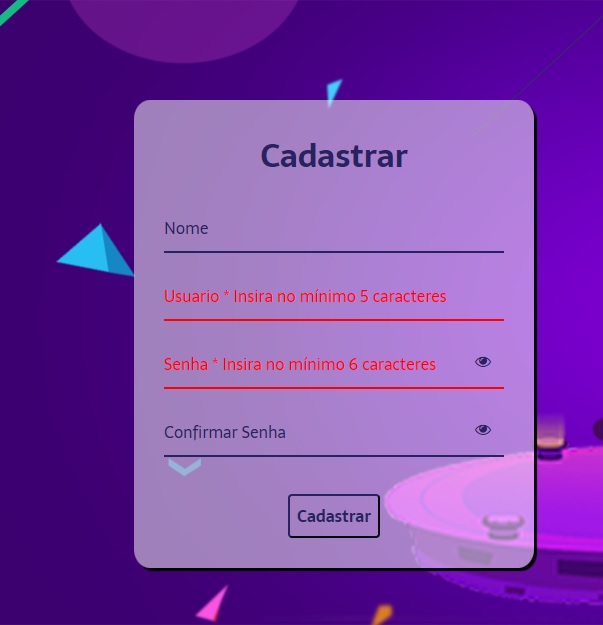 Cadastrar
Nome
Usuario * Insira no mínimo 5 caracteres
Senha * Insira no mínimo 6 caracteres
Confirmar Senha
Cadastrar